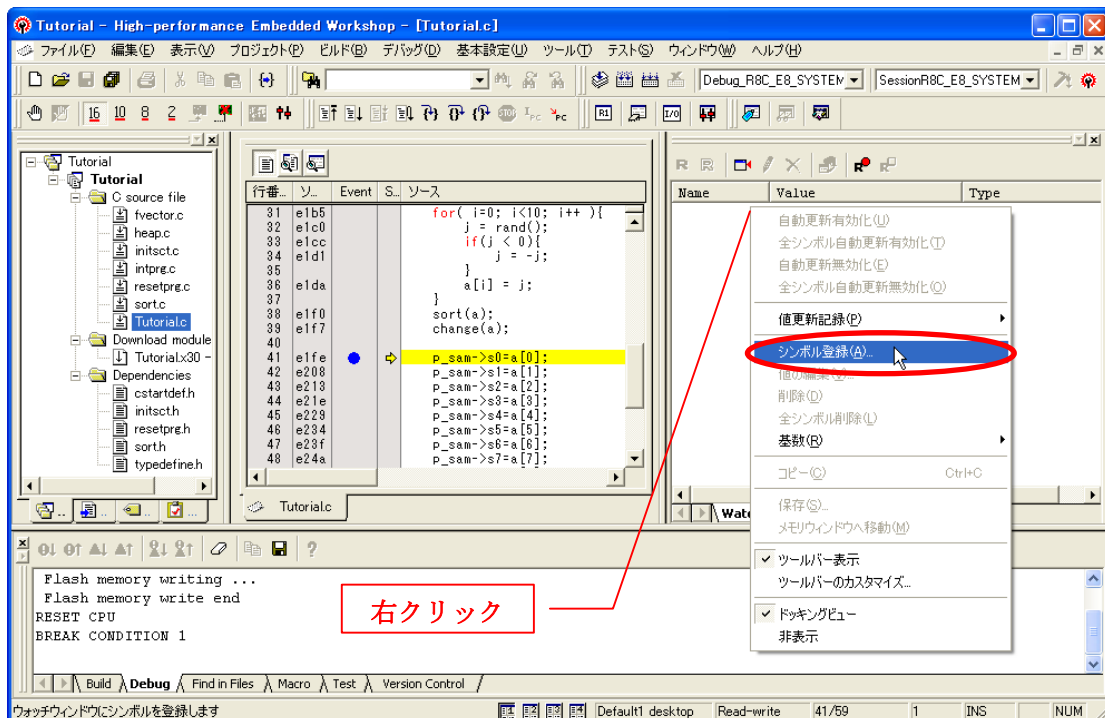 Tutorial - High-performance Embedded Workshop - [Tutorial.c]
ファイル(F) 編集(E) 表示(V) プロジェクト(P) ビルド(B) デバッグ(D) 基本設定(U) ツール(T) テスト(S) ウィンドウ(W) ヘルプ(H)
Debug_R8C_E8_SYSTEM SessionR8C_E8_SYSTEM
16 10 8 2
Tutorial
Tutorial
C source file
fvector.c
heap.c
initsct.c
intprg.c
resetprg.c
sort.c
Tutorial.c
Download module
Tutorial.x30 -
Dependencies
cstartdef.h
initsct.h
resetprg.h
sort.h
typedefine.h
行番... ソ... Event S.. ソース
31 e1b5 for( i=0; i<10; i++ ){
32 e1c0 j = rand();
33 e1cc if(j < 0){
34 e1d1 j = -j;
35 }
36 e1da a[i] = j;
37 }
38 e1f0 sort(a);
39 e1f7 change(a);
40
41 e1fe p_sam->s0=a[0];
42 e208 p_sam->s1=a[1];
43 e213 p_sam->s2=a[2];
44 e21e p_sam->s3=a[3];
45 e229 p_sam->s4=a[4];
46 e234 p_sam->s5=a[5];
47 e23f p_sam->s6=a[6];
48 e24a p_sam->s7=a[7];
Tutorial.c
Name Value Type
自動更新有効化(U)
全シンボル自動更新有効化(T)
自動更新無効化(E)
全シンボル自動更新無効化(O)
値更新記録(P)
シンボル登録(A)...
削除(D)
全シンボル削除(L)
基数(R)
コピー(C) Ctrl+C
保存(S)...
メモリウィンドウへ移動(M)
ツールバー表示
ツールバーのカスタマイズ...
ドッキングビュー
非表示
Flash memory writing ...
Flash memory write end
RESET CPU
BREAK CONDITION 1
右クリック
Build Debug Find in Files Macro Test Version Control
ウォッチウィンドウにシンボルを登録します Default1 desktop Read-write 41/59 1 INS NUM